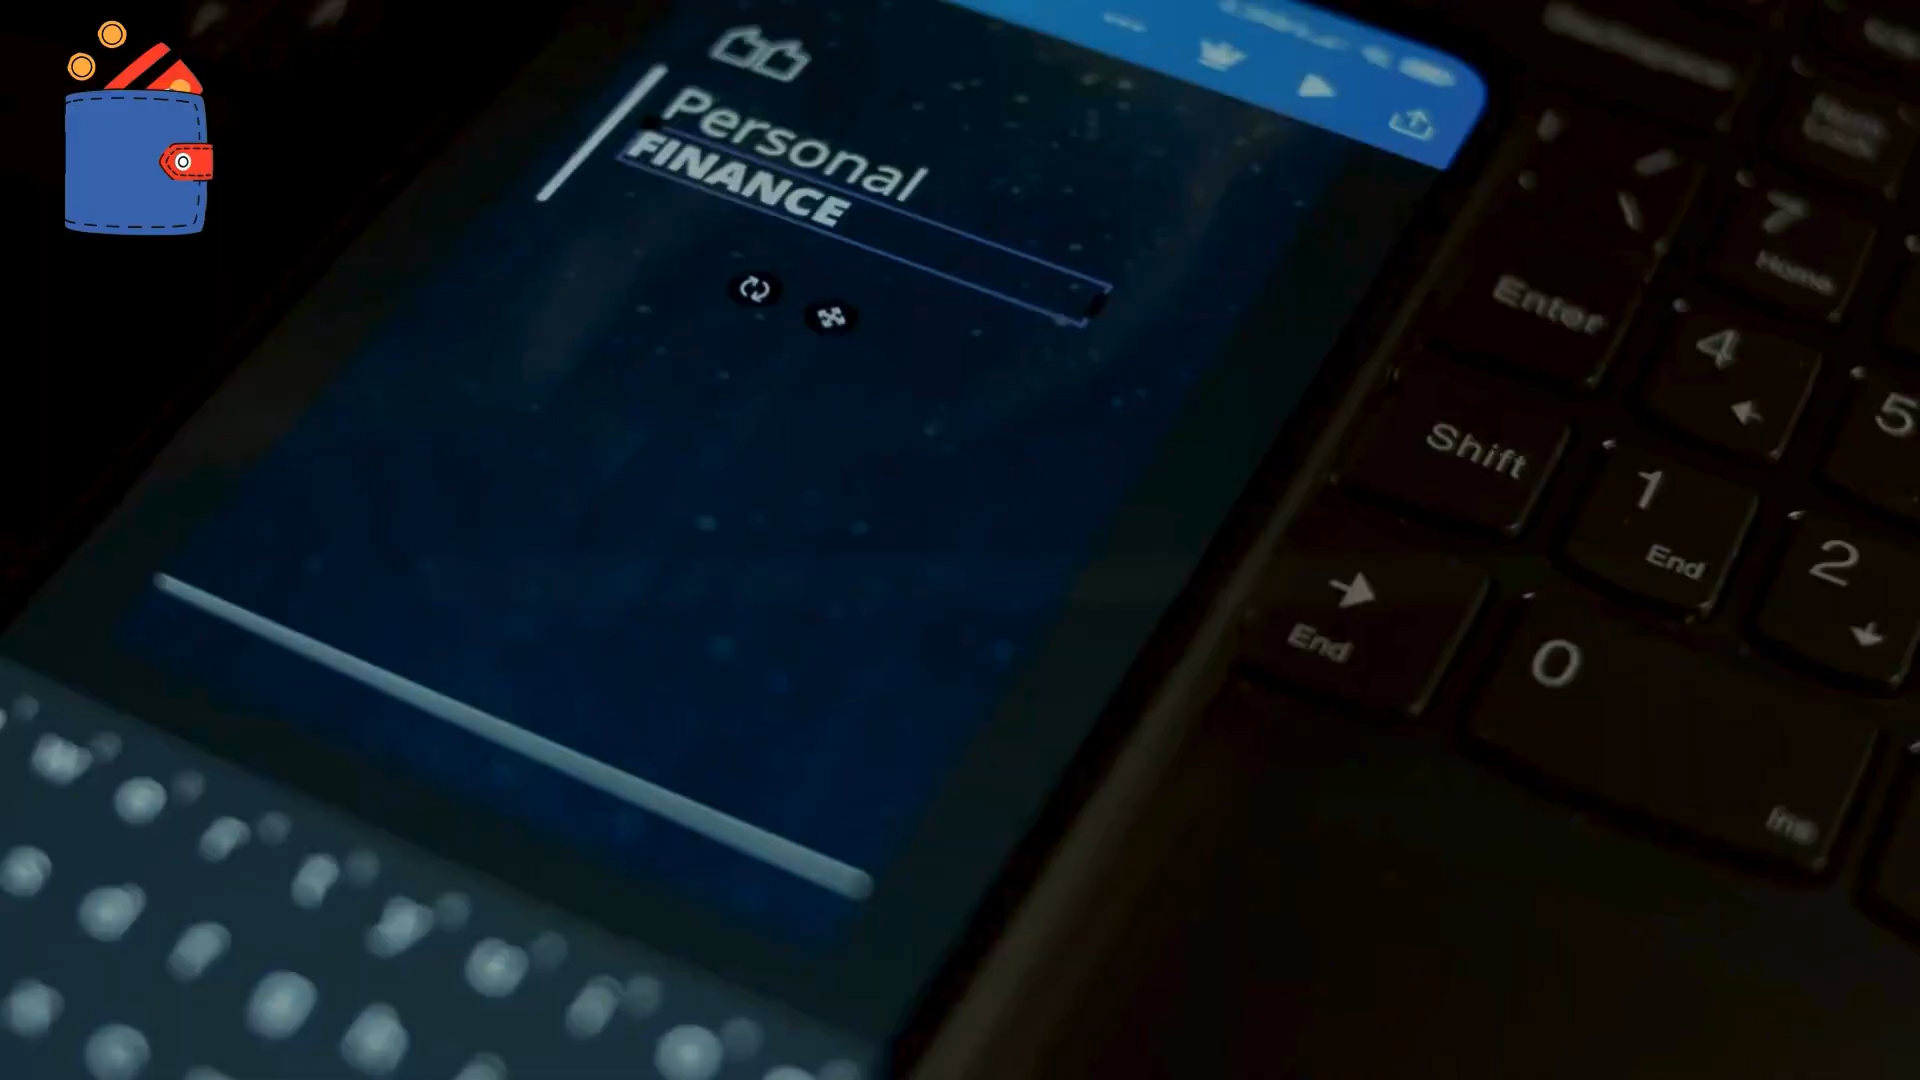 Personal
FINANCE
Enter
7
Home
4
5
Shift
1
End
2
End
0
Ins